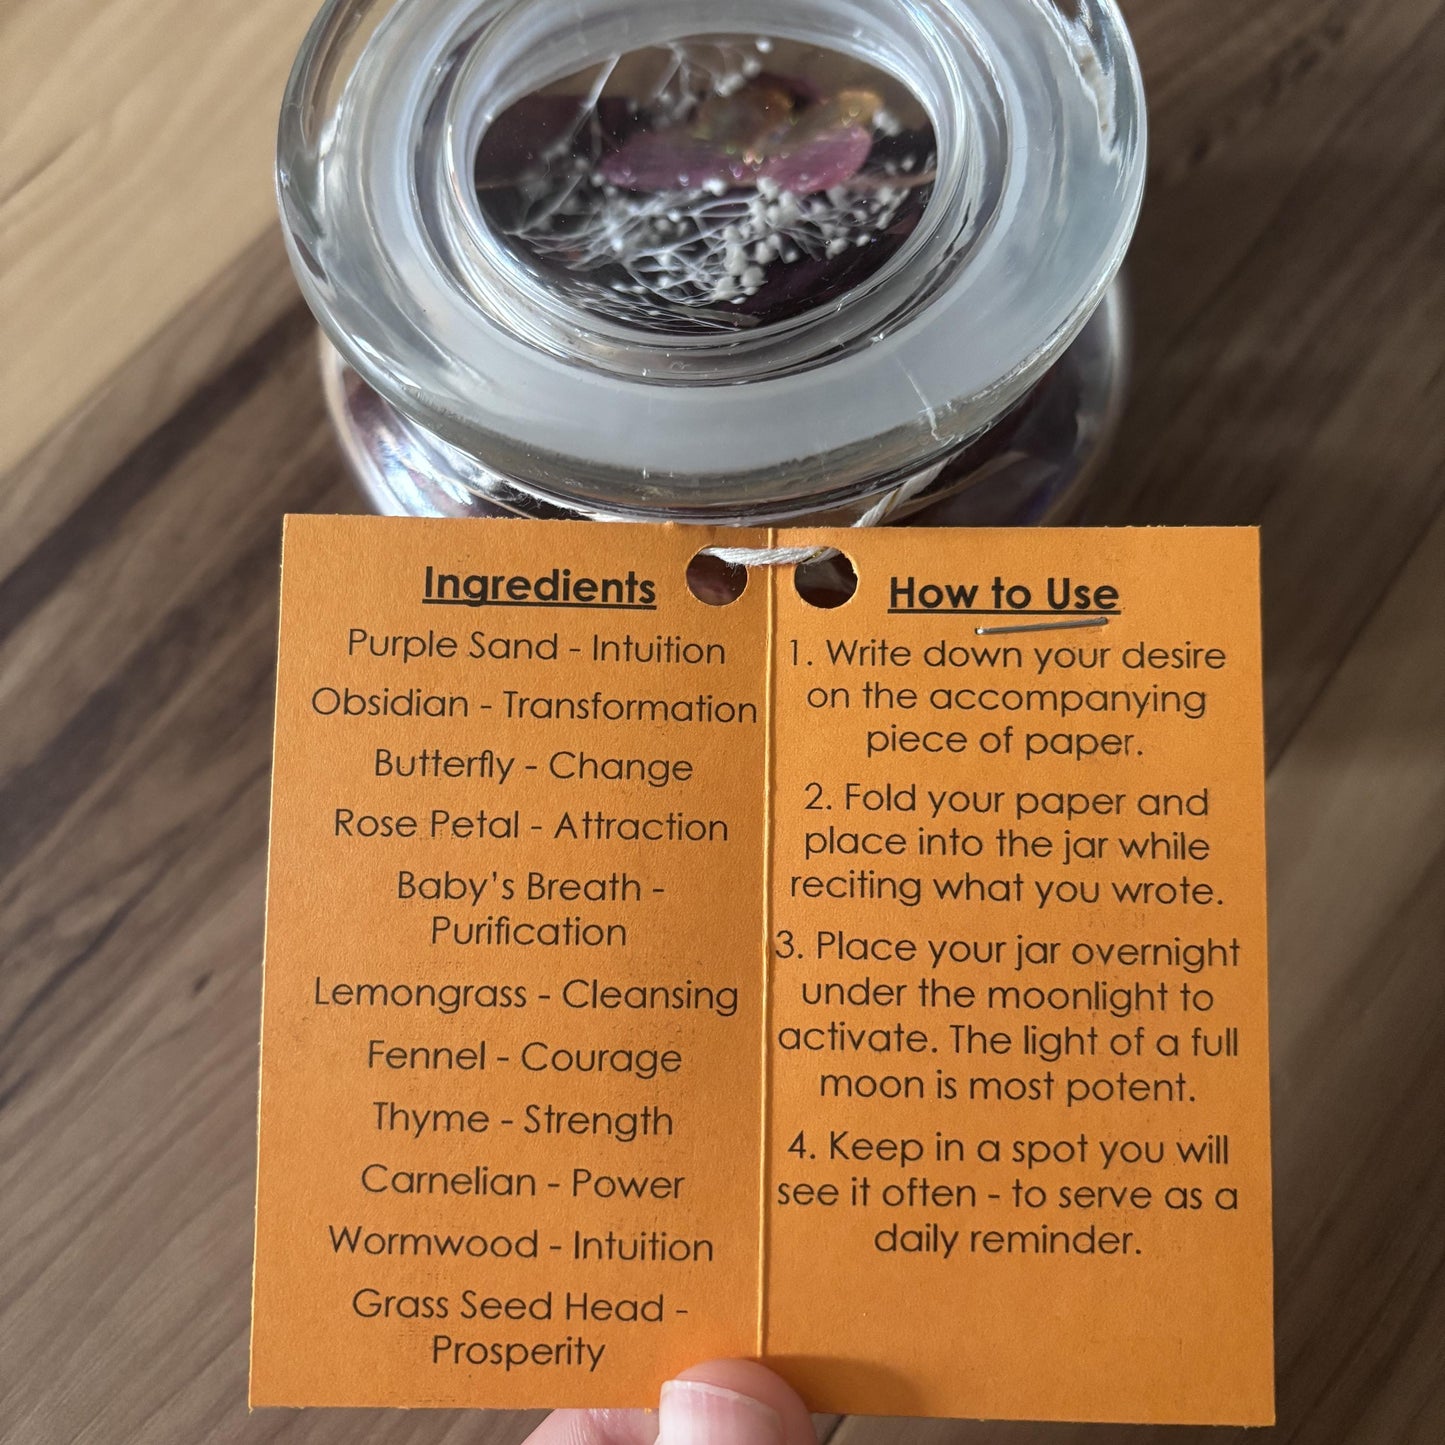 Ingredients
Purple Sand - Intuition
Obsidian - Transformation
Butterfly - Change
Rose Petal - Attraction
Baby's Breath -
Purification
Lemongrass - Cleansing
Fennel - Courage
Thyme - Strength
Carnelian - Power
Wormwood - Intuition
Grass Seed Head -
Prosperity
How to Use
1. Write down your desire
on the accompanying
piece of paper.
2. Fold your paper and
place into the jar while
reciting what you wrote.
3. Place your jar overnight
under the moonlight to
activate. The light of a full
moon is most potent.
4. Keep in a spot you will
see it often - to serve as a
daily reminder.